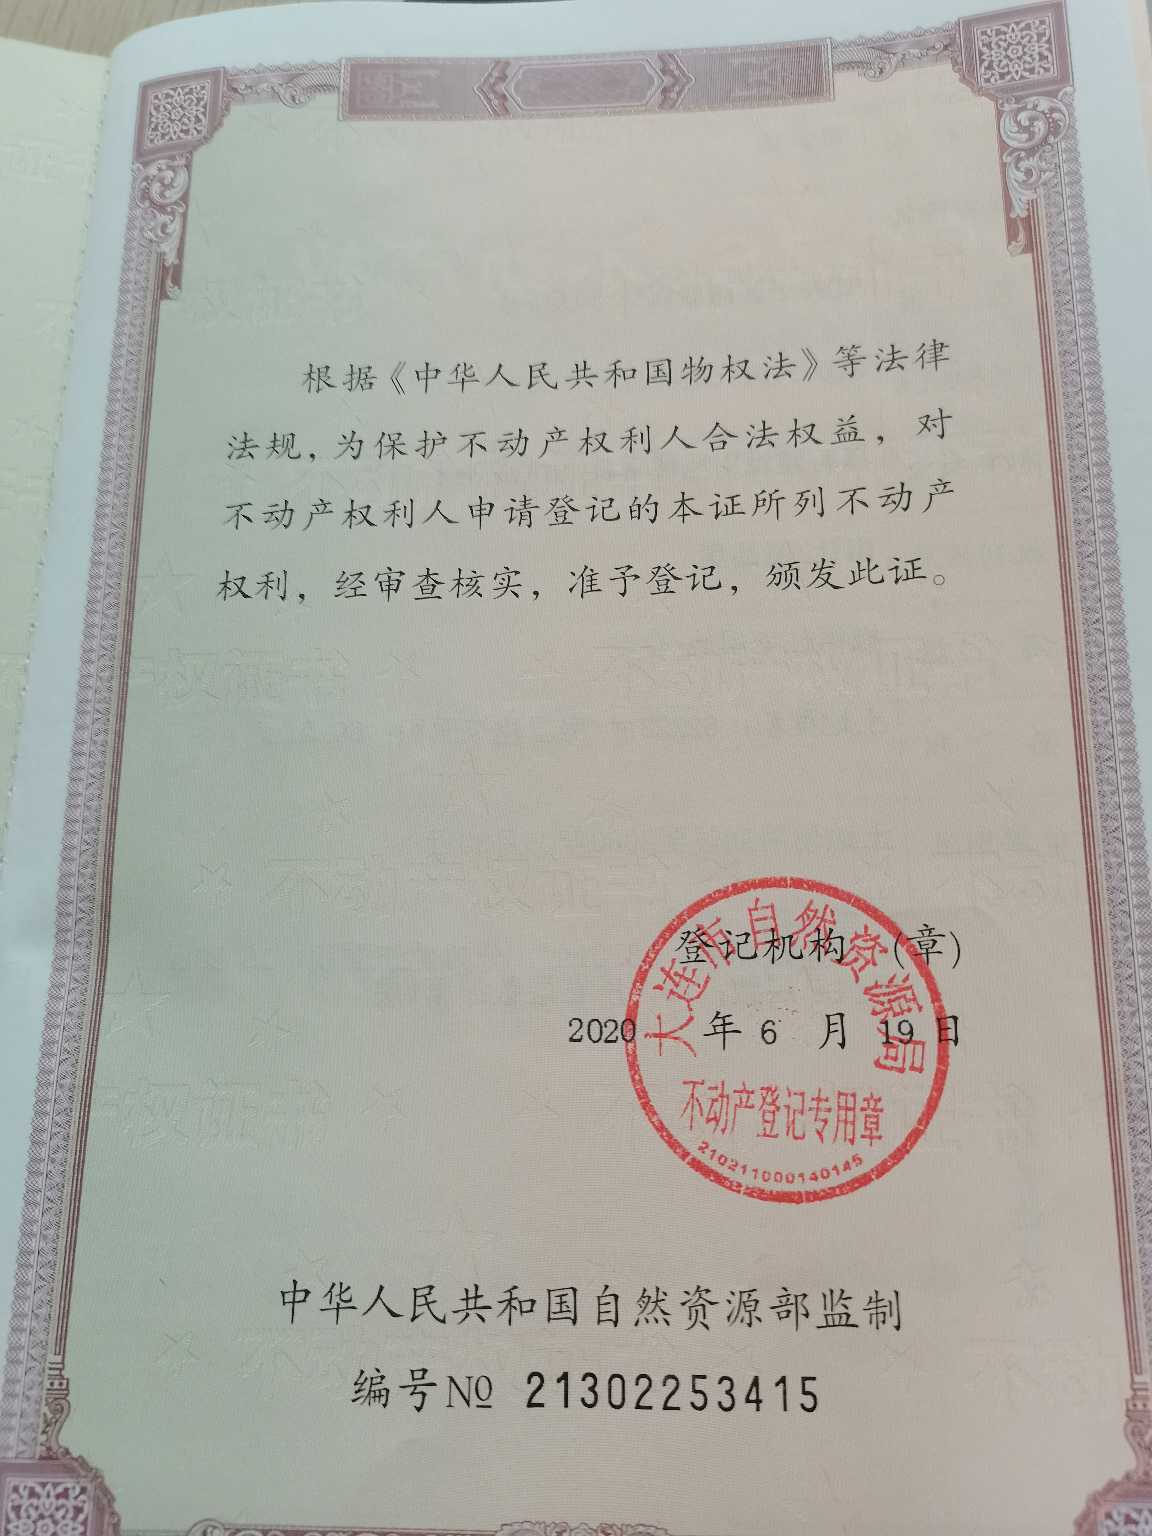 根据《中华人民共和国物权法》等法律
法规，为保护不动产权利人合法权益，对
不动产权利人申请登记的本证所列不动产
权利，经审查核实，准予登记，颁发此证。
登记机构（章）
2020 年 6 月 19 日
大连市自然资源局
不动产登记专用章
210211000140145
中华人民共和国自然资源部监制
编号№ 21302253415